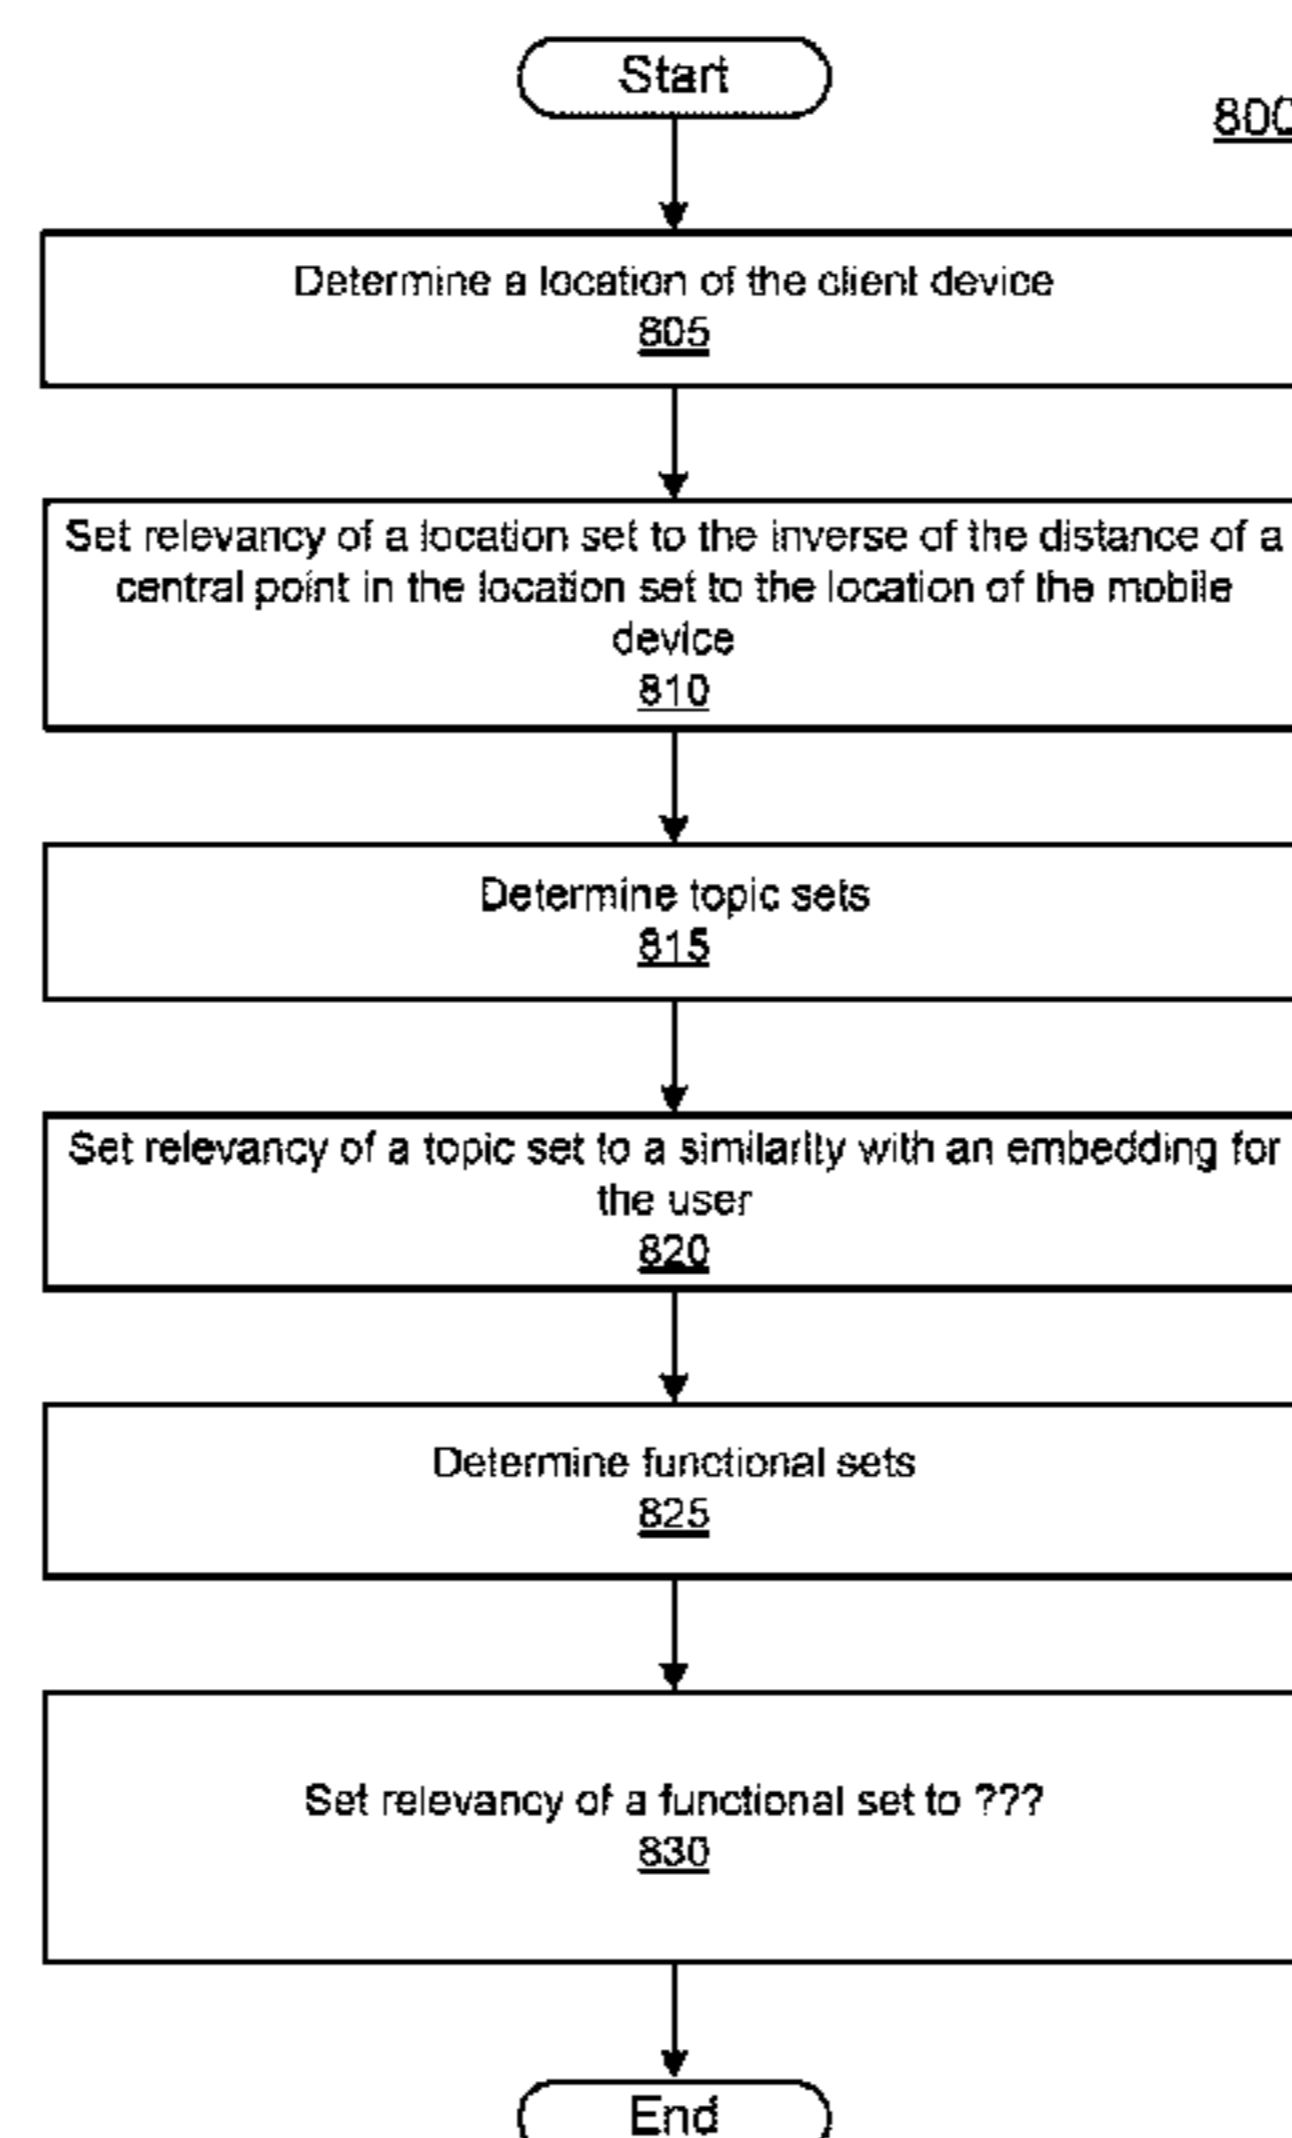 Start
800
Determine a location of the client device
805
Set relevancy of a location set to the inverse of the distance of a
central point in the location set to the location of the mobile
device
810
Determine topic sets
815
Set relevancy of a topic set to a similarity with an embedding for
the user
820
Determine functional sets
825
Set relevancy of a functional set to ???
830
End